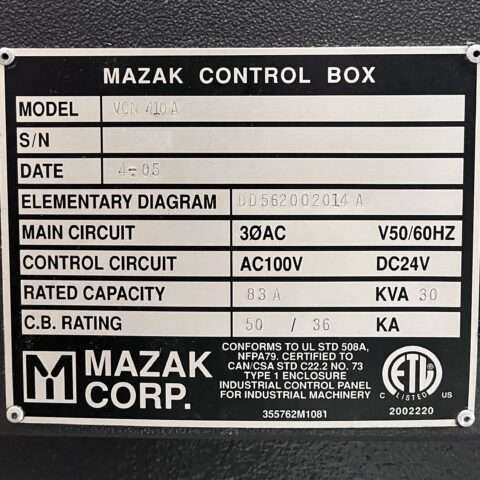 MAZAK CONTROL BOX
MODEL VCN 410A
S/N
DATE 4-05
ELEMENTARY DIAGRAM DD562002014A
MAIN CIRCUIT 3ØAC V50/60HZ
CONTROL CIRCUIT AC100V DC24V
RATED CAPACITY 83A KVA 30
C.B. RATING 50 / 36 KA
MAZAK CORP.
CONFORMS TO UL STD 508A,
NFPA79. CERTIFIED TO
CAN/CSA STD C22.2 NO. 73
TYPE 1 ENCLOSURE
INDUSTRIAL CONTROL PANEL
FOR INDUSTRIAL MACHINERY
355762M1081
ETL
C LISTED US
2002220